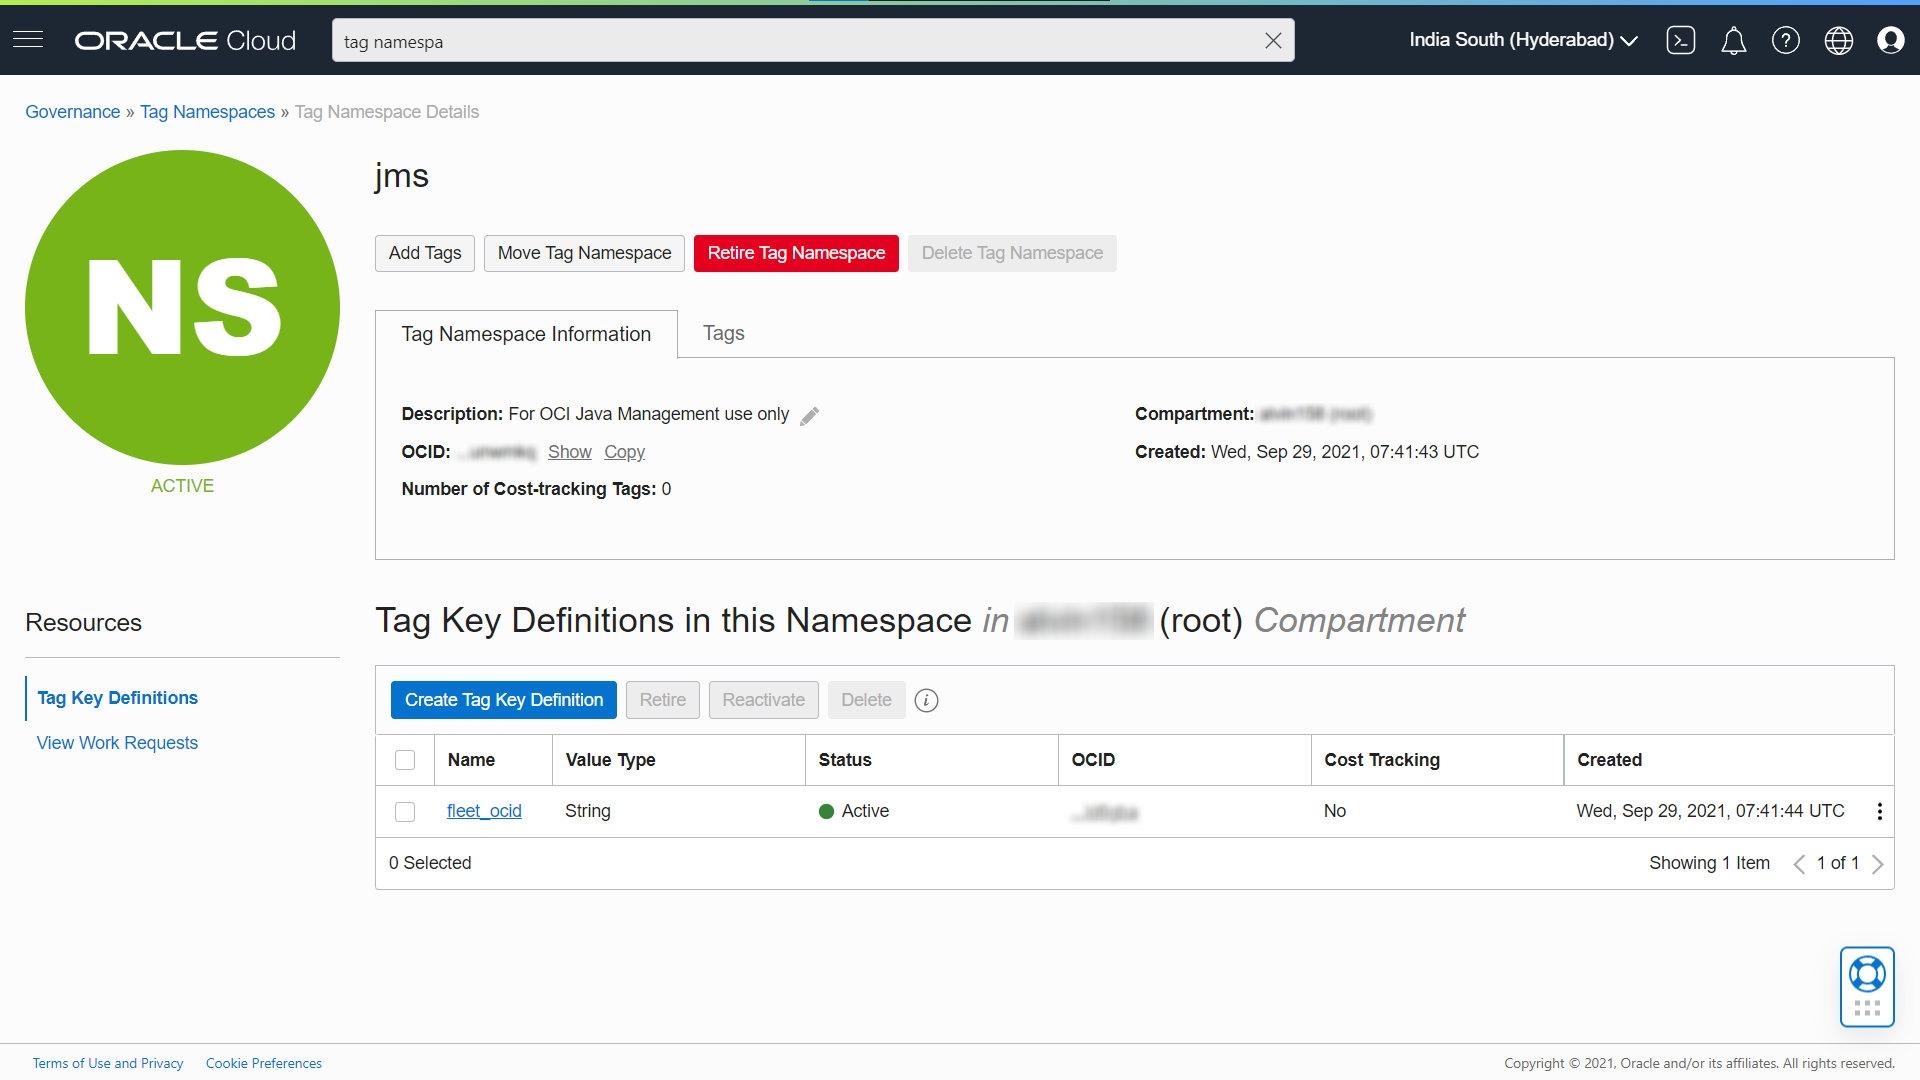 ORACLE Cloud
tag namespa
India South (Hyderabad)
Governance » Tag Namespaces » Tag Namespace Details
NS
ACTIVE
jms
Add Tags
Move Tag Namespace
Retire Tag Namespace
Delete Tag Namespace
Tag Namespace Information
Tags
Description: For OCI Java Management use only
OCID: Show Copy
Number of Cost-tracking Tags: 0
Compartment:
Created: Wed, Sep 29, 2021, 07:41:43 UTC
Resources
Tag Key Definitions
View Work Requests
Tag Key Definitions in this Namespace in (root) Compartment
Create Tag Key Definition
Retire
Reactivate
Delete
Name Value Type Status OCID Cost Tracking Created
fleet_ocid String Active No Wed, Sep 29, 2021, 07:41:44 UTC
0 Selected
Showing 1 Item
1 of 1
Terms of Use and Privacy
Cookie Preferences
Copyright © 2021, Oracle and/or its affiliates. All rights reserved.